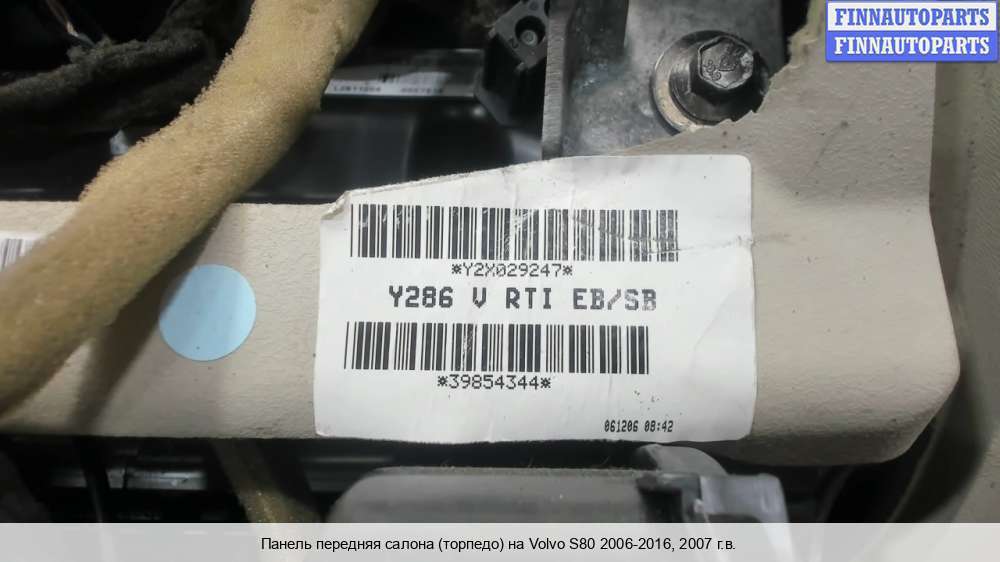 FINNAUTOPARTS
FINNAUTOPARTS
*Y2X029247*
Y286 V RTI EB/SB
*39854344*
061206 08:42
Панель передняя салона (торпедо) на Volvo S80 2006-2016, 2007 г.в.